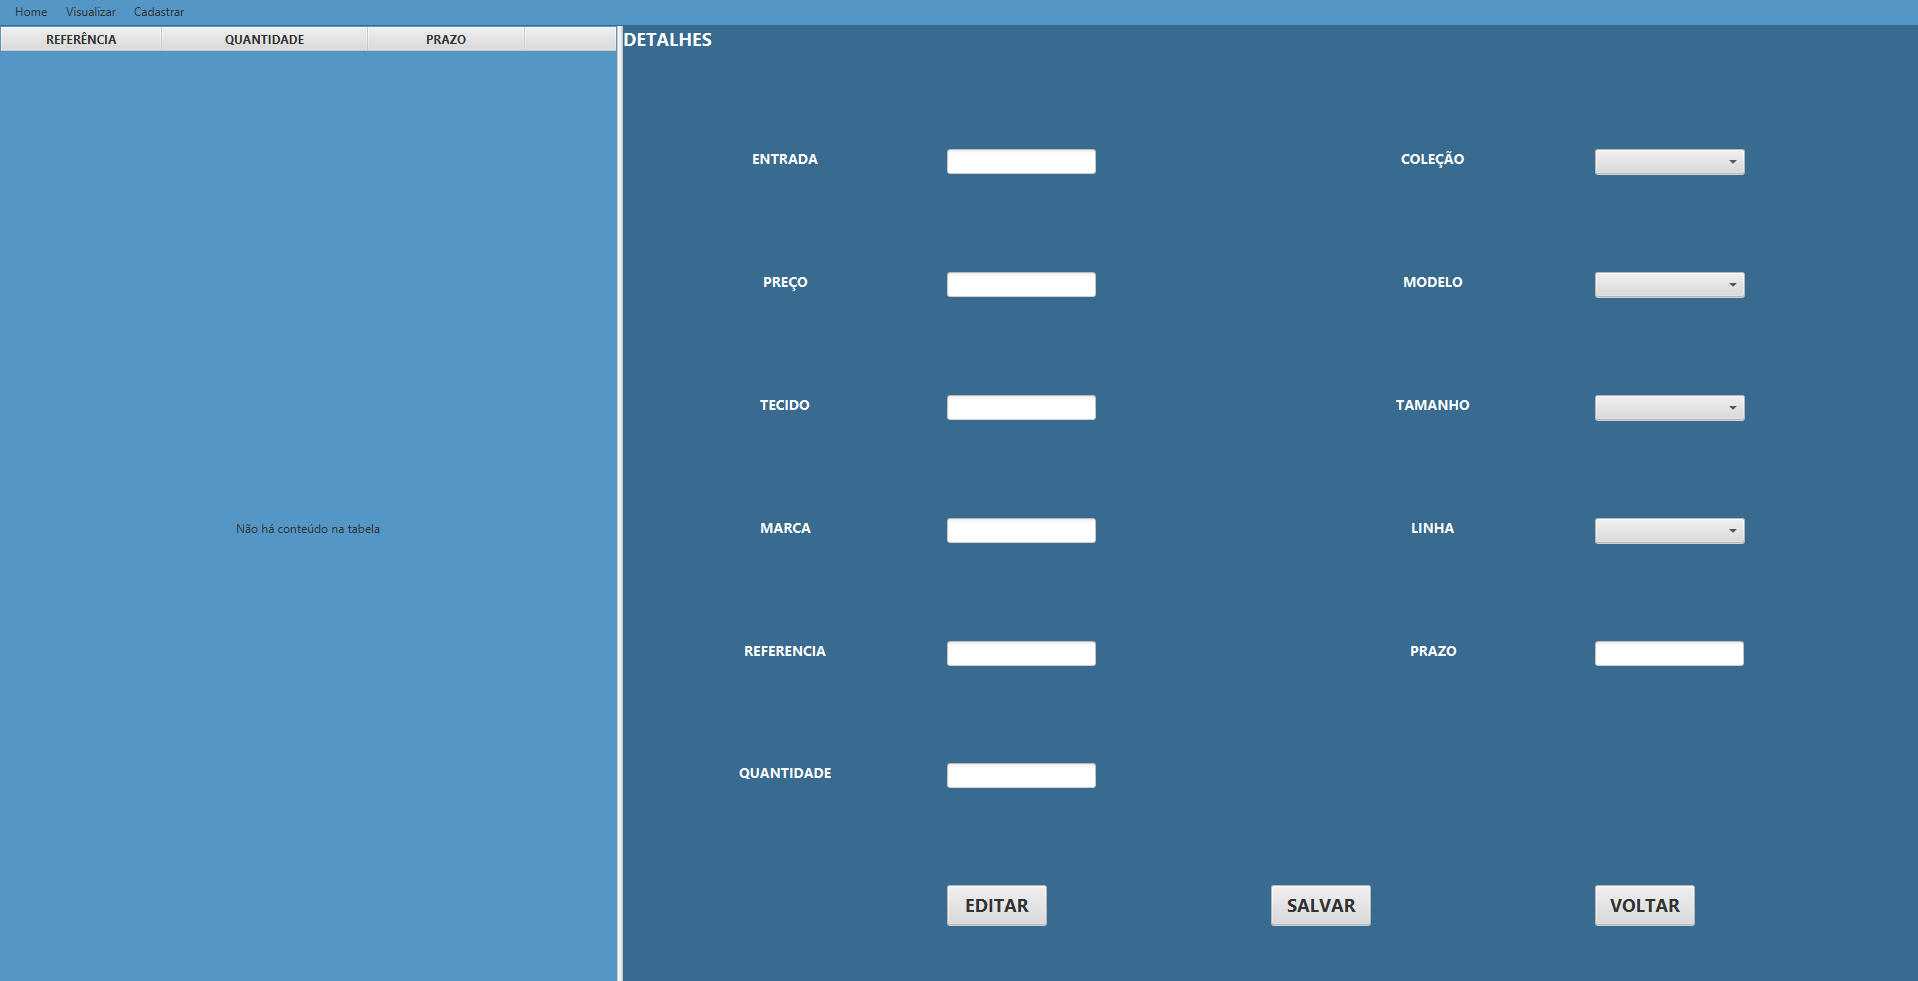 Home Visualizar Cadastrar
REFERÊNCIA QUANTIDADE PRAZO
Não há conteúdo na tabela
DETALHES
ENTRADA COLEÇÃO
PREÇO MODELO
TECIDO TAMANHO
MARCA LINHA
REFERENCIA PRAZO
QUANTIDADE
EDITAR SALVAR VOLTAR